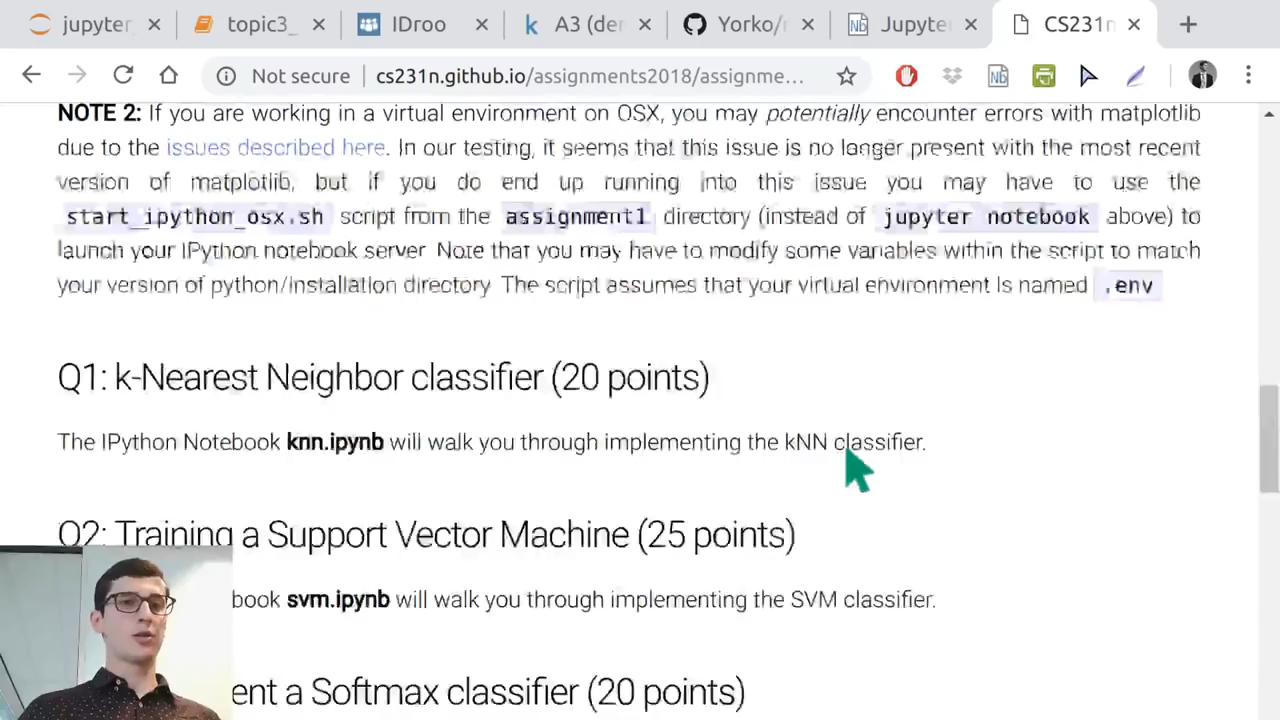 jupyter_
topic3_
IDroo
A3 (der
Yorko/r
Jupyter
CS231n
Not secure
cs231n.github.io/assignments2018/assignme...
NOTE 2: If you are working in a virtual environment on OSX, you may potentially encounter errors with matplotlib
due to the issues described here. In our testing, it seems that this issue is no longer present with the most recent
version of matplotlib, but if you do end up running into this issue you may have to use the
start_ipython_osx.sh script from the assignment1 directory (instead of jupyter notebook above) to
launch your IPython notebook server. Note that you may have to modify some variables within the script to match
your version of python/installation directory. The script assumes that your virtual environment is named .env
Q1: k-Nearest Neighbor classifier (20 points)
The IPython Notebook knn.ipynb will walk you through implementing the kNN classifier.
Q2: Training a Support Vector Machine (25 points)
book svm.ipynb will walk you through implementing the SVM classifier.
ent a Softmax classifier (20 points)